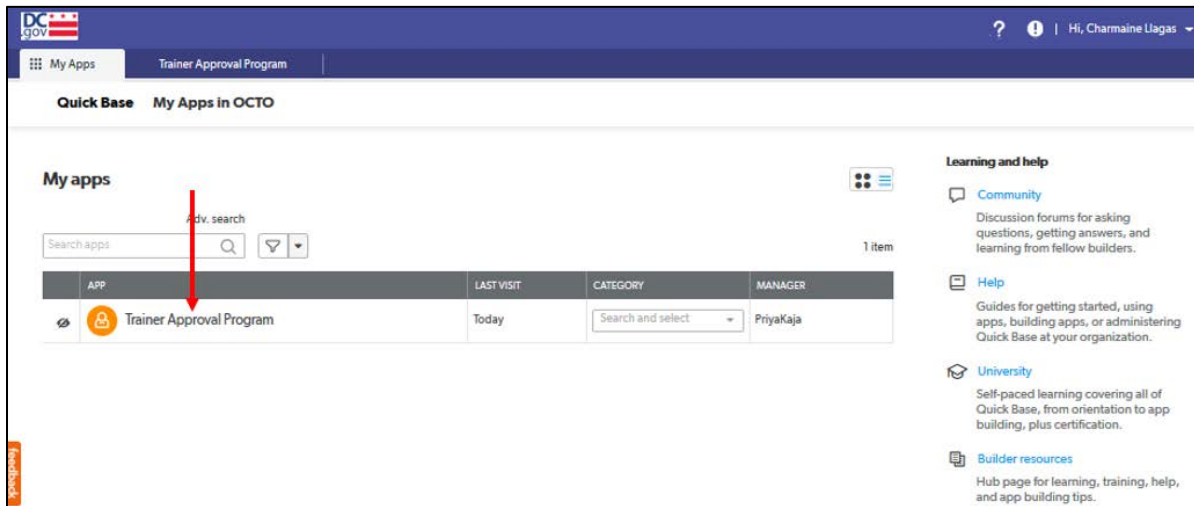 DC
.gov
? ! | Hi, Charmaine Llagas
My Apps Trainer Approval Program
Quick Base My Apps in OCTO
My apps
Adv. search
Search apps
1 item
APP LAST VISIT CATEGORY MANAGER
Trainer Approval Program Today Search and select PriyaKaja
Learning and help
Community
Discussion forums for asking
questions, getting answers, and
learning from fellow builders.
Help
Guides for getting started, using
apps, building apps, or administering
Quick Base at your organization.
University
Self-paced learning covering all of
Quick Base, from orientation to app
building, plus certification.
Builder resources
Hub page for learning, training, help,
and app building tips.
feedback